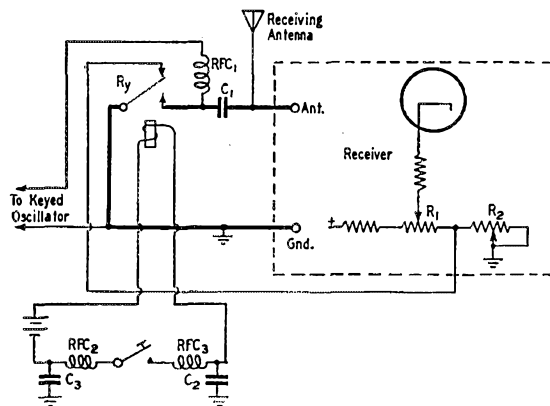 Receiving
Antenna
RFC1
Ry
C1
Ant.
Receiver
To Keyed
Oscillator
+
R1
R2
Gnd.
RFC2
RFC3
C3
C2